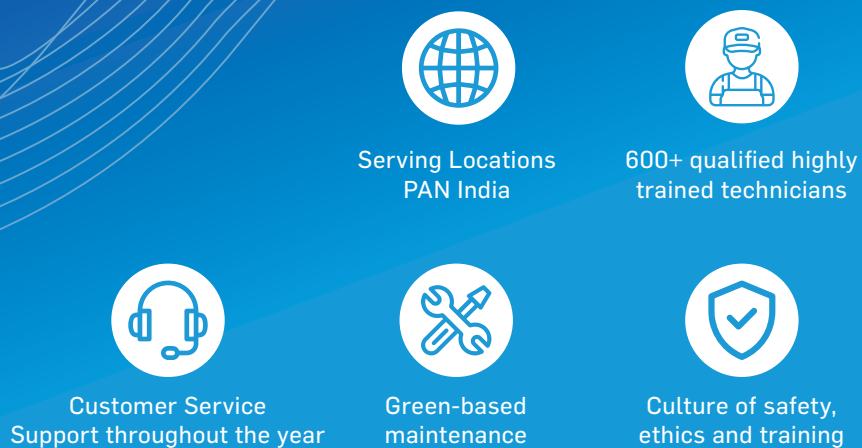 Serving Locations
PAN India
600+ qualified highly
trained technicians
Customer Service
Support throughout the year
Green-based
maintenance
Culture of safety,
ethics and training